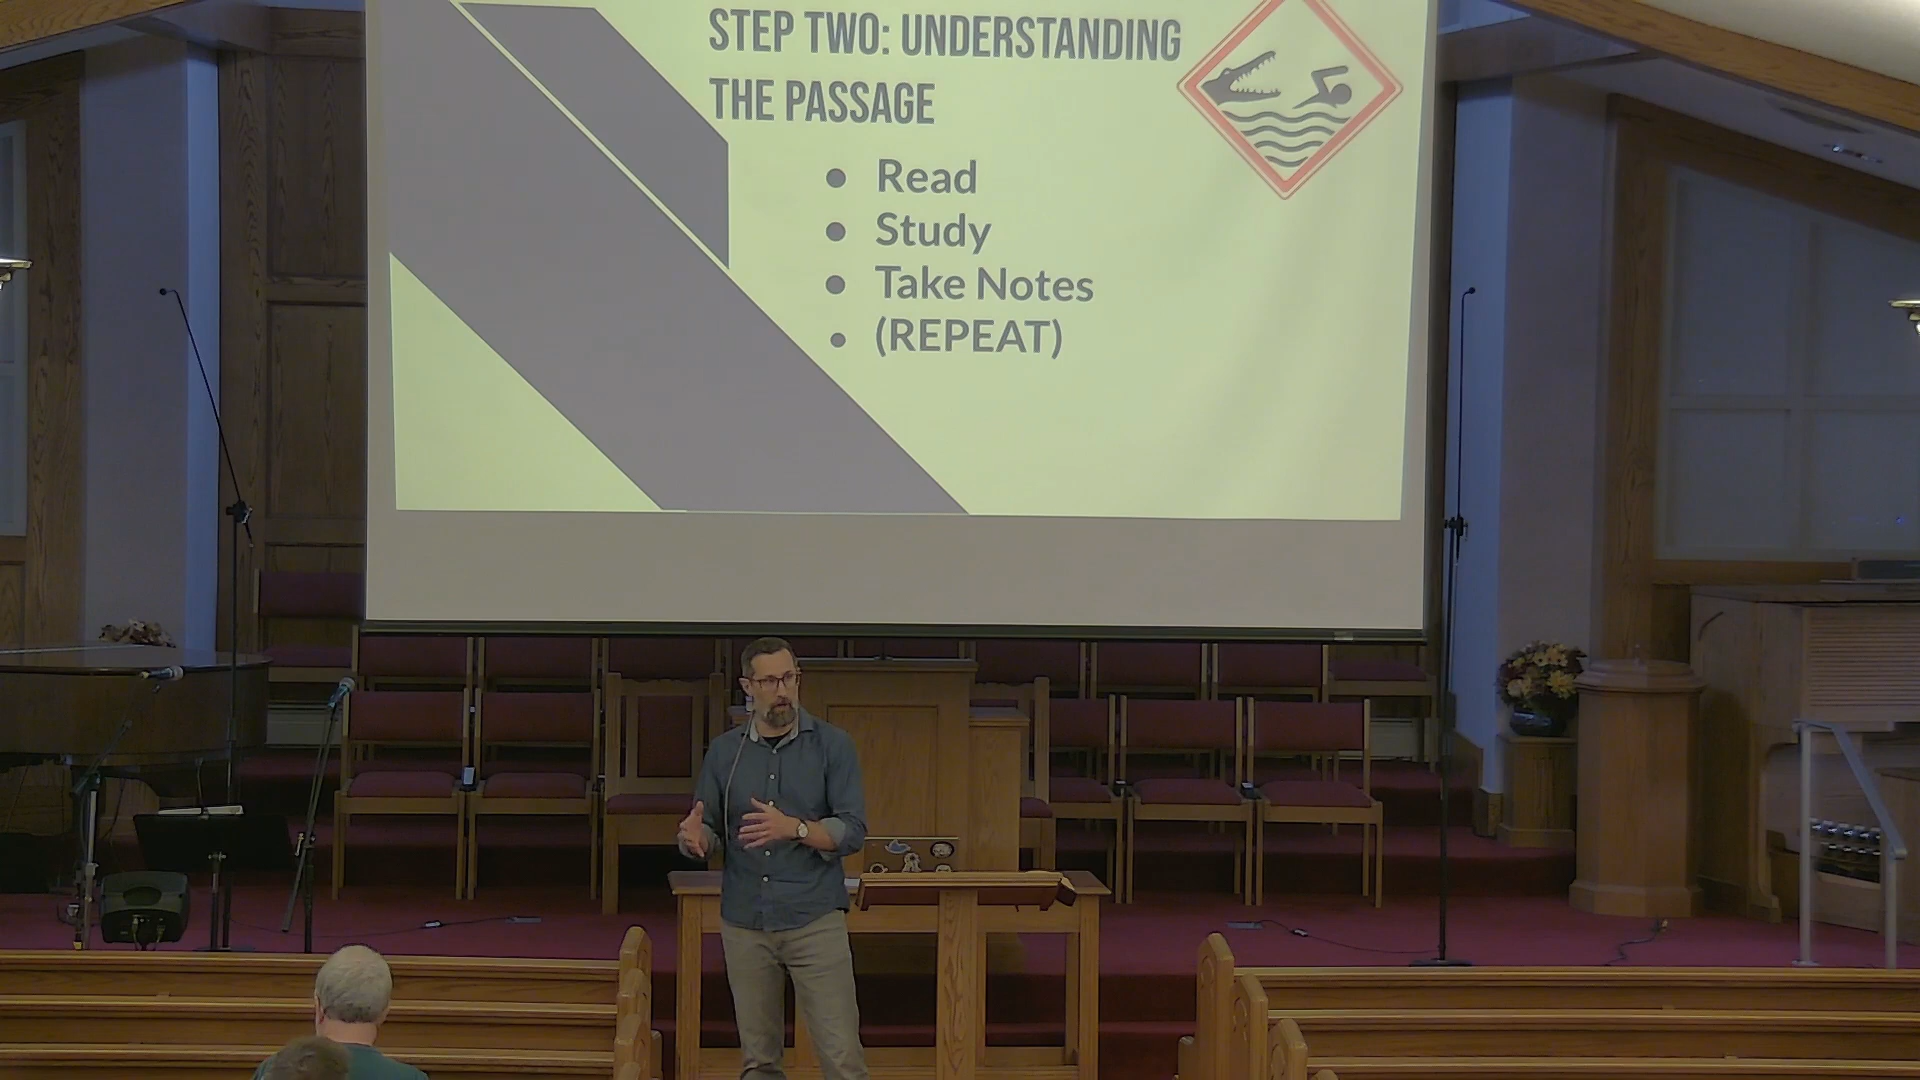 STEP TWO: UNDERSTANDING
THE PASSAGE
Read
Study
Take Notes
(REPEAT)